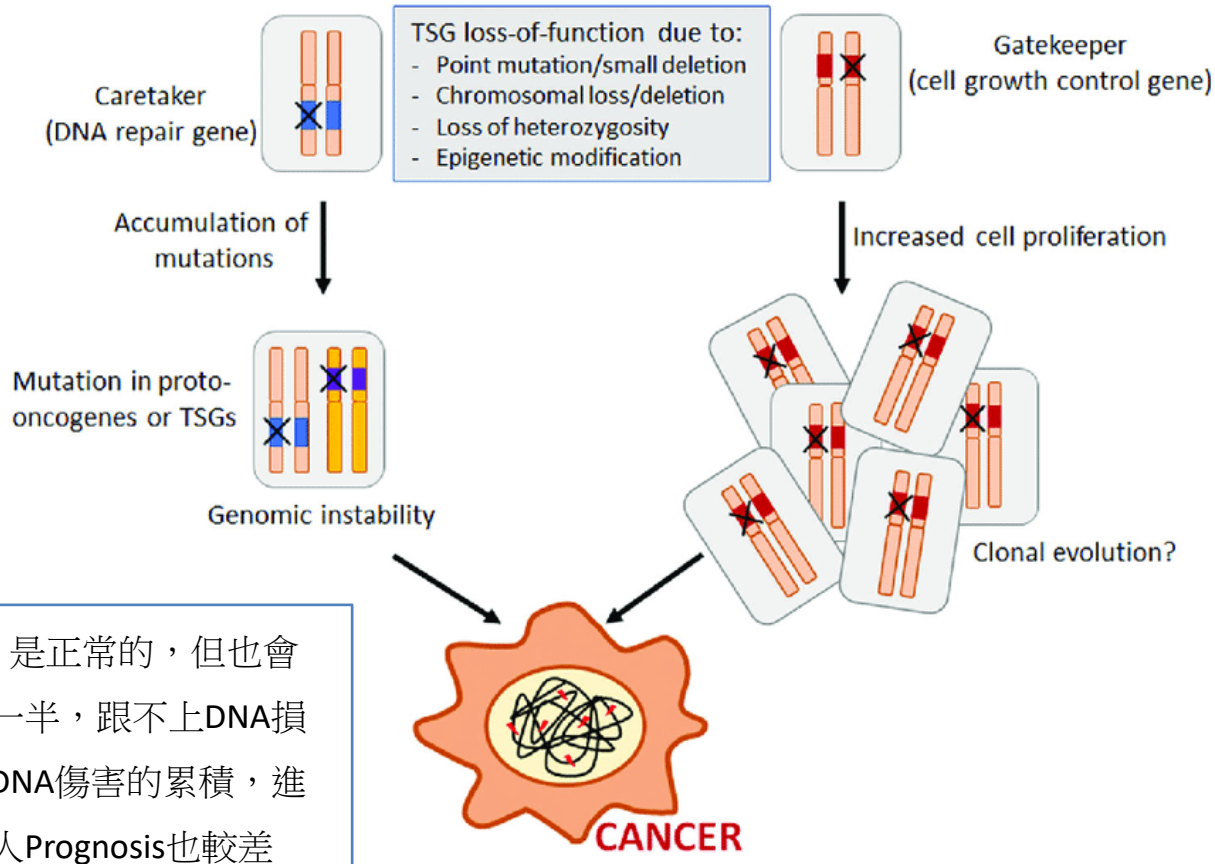 Caretaker
(DNA repair gene)
TSG loss-of-function due to:
- Point mutation/small deletion
- Chromosomal loss/deletion
- Loss of heterozygosity
- Epigenetic modification
Gatekeeper
(cell growth control gene)
Accumulation of
mutations
Increased cell proliferation
Mutation in proto-
oncogenes or TSGs
Genomic instability
Clonal evolution?
是正常的，但也會
一半，跟不上DNA損
DNA傷害的累積，進
人Prognosis也較差
CANCER